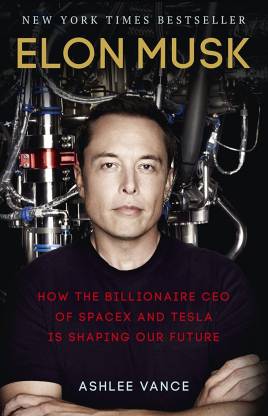 NEW YORK TIMES BESTSELLER
ELON MUSK
HOW THE BILLIONAIRE CEO
OF SPACEX AND TESLA
IS SHAPING OUR FUTURE
ASHLEE VANCE